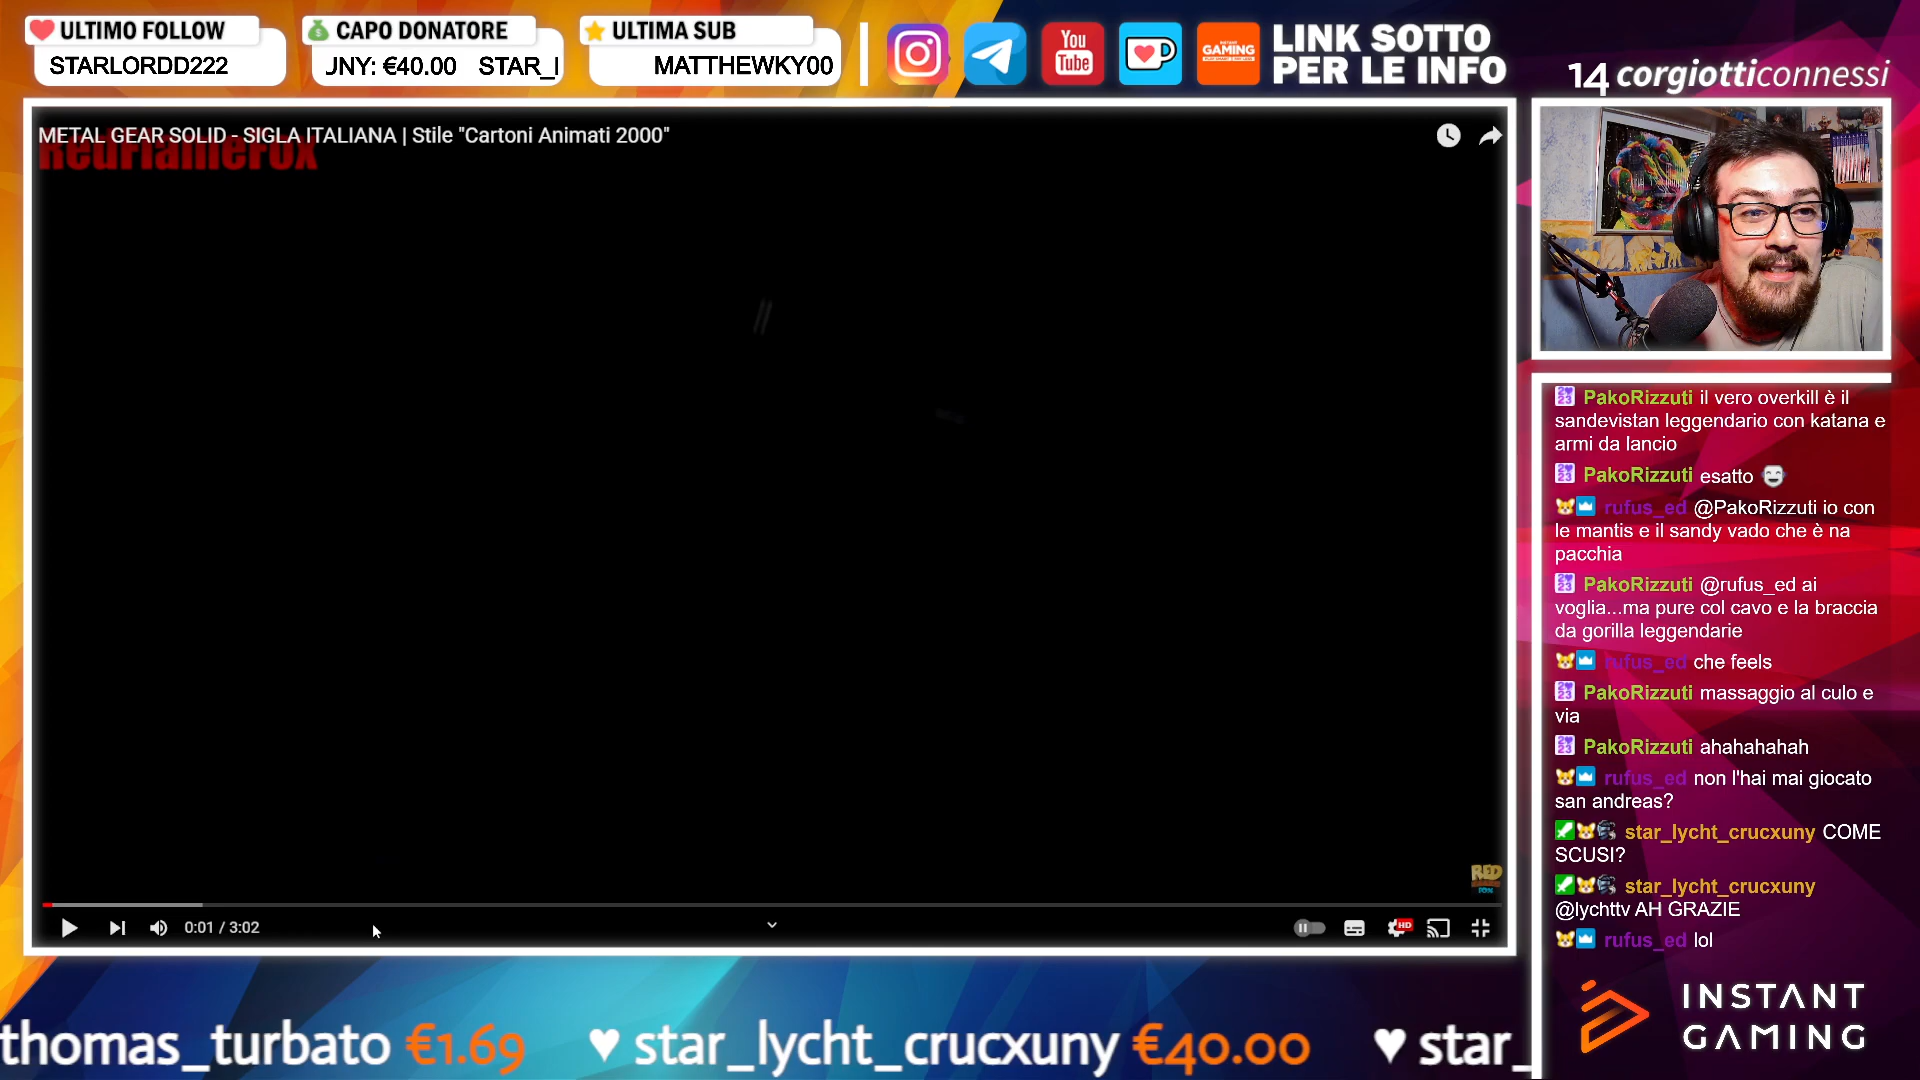 ULTIMO FOLLOW
STARLORDD222
CAPO DONATORE
JNY: €40.00 STAR_
ULTIMA SUB
MATTHEWKY00
You
Tube
INSTANT
GAMING
LINK SOTTO
PER LE INFO
14 corgiotticonnessi
METAL GEAR SOLID - SIGLA ITALIANA | Stile "Cartoni Animati 2000"
RedFlameFox
RED
0:01 / 3:02
HD
PakoRizzuti il vero overkill è il
sandevistan leggendario con katana e
armi da lancio
PakoRizzuti esatto
rufus_ed @PakoRizzuti io con
le mantis e il sandy vado che è na
pacchia
PakoRizzuti @rufus_ed ai
voglia...ma pure col cavo e la braccia
da gorilla leggendarie
rufus_ed che feels
PakoRizzuti massaggio al culo e
via
PakoRizzuti ahahahahah
rufus_ed non l'hai mai giocato
san andreas?
star_lycht_crucxuny COME
SCUSI?
star_lycht_crucxuny
@lychttv AH GRAZIE
rufus_ed lol
INSTANT
GAMING
thomas_turbato €1.69 ♥ star_lycht_crucxuny €40.00 ♥ star_